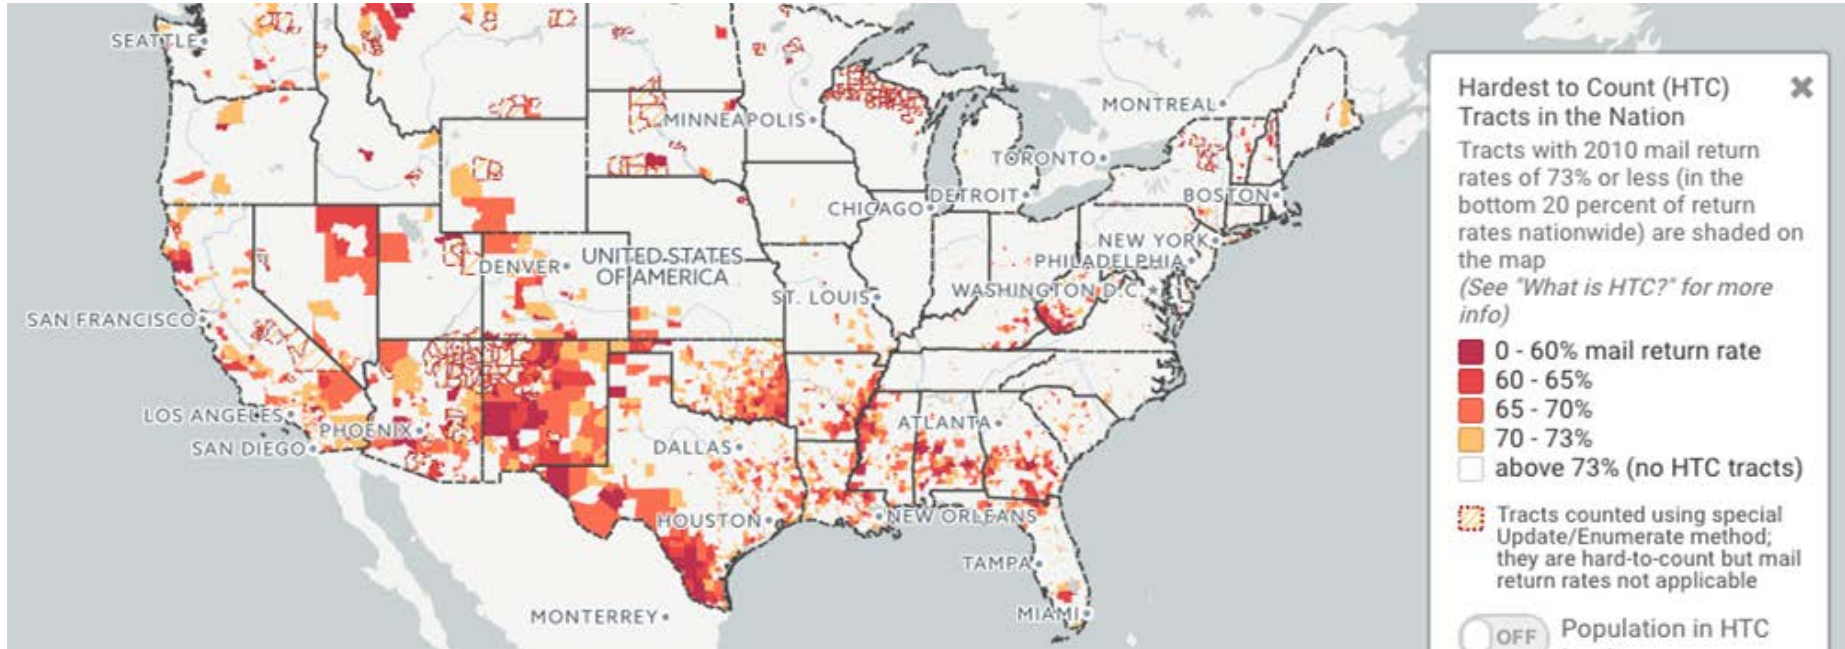 SEATTLE
MINNEAPOLIS
MONTREAL
TORONTO
DETROIT
BOSTON
CHICAGO
NEW YORK
PHILADELPHIA
UNITED STATES
OF AMERICA
DENVER
WASHINGTON D.C.
ST. LOUIS
SAN FRANCISCO
LOS ANGELES
PHOENIX
SAN DIEGO
DALLAS
ATLANTA
HOUSTON
NEW ORLEANS
TAMPA
MIAMI
MONTERREY
Hardest to Count (HTC)
Tracts in the Nation
Tracts with 2010 mail return
rates of 73% or less (in the
bottom 20 percent of return
rates nationwide) are shaded on
the map
(See "What is HTC?" for more
info)
0 - 60% mail return rate
60 - 65%
65 - 70%
70 - 73%
above 73% (no HTC tracts)
Tracts counted using special
Update/Enumerate method;
they are hard-to-count but mail
return rates not applicable
OFF
Population in HTC